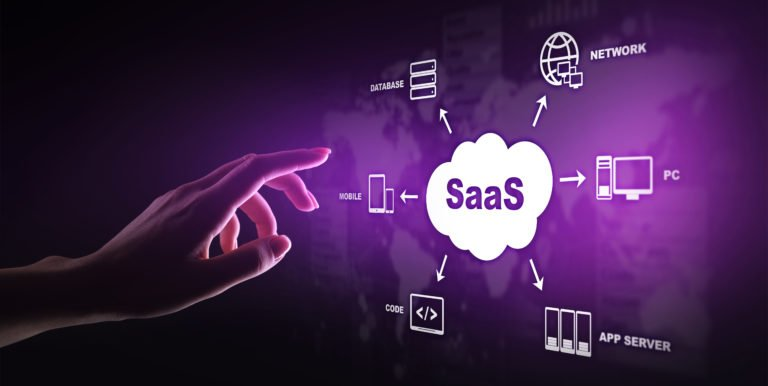 NETWORK
DATABASE
SaaS
PC
MOBILE
CODE
</>
APP SERVER